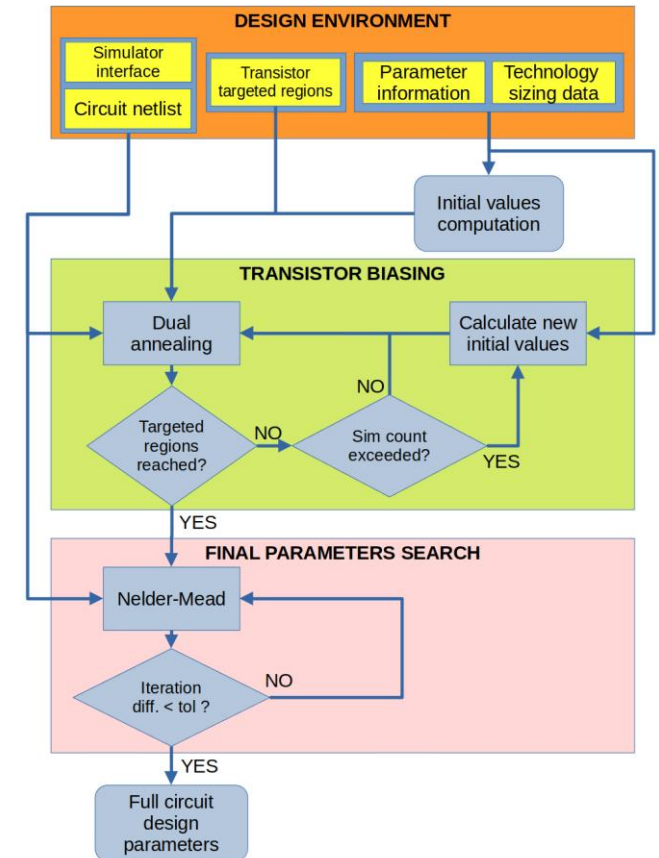 DESIGN ENVIRONMENT
Simulator
interface
Circuit netlist
Transistor
targeted regions
Parameter
information
Technology
sizing data
Initial values
computation
TRANSISTOR BIASING
Dual
annealing
Calculate new
initial values
NO
Targeted
regions
reached?
NO
Sim count
exceeded?
YES
YES
FINAL PARAMETERS SEARCH
Nelder-Mead
Iteration
diff. < tol ?
NO
YES
Full circuit
design
parameters